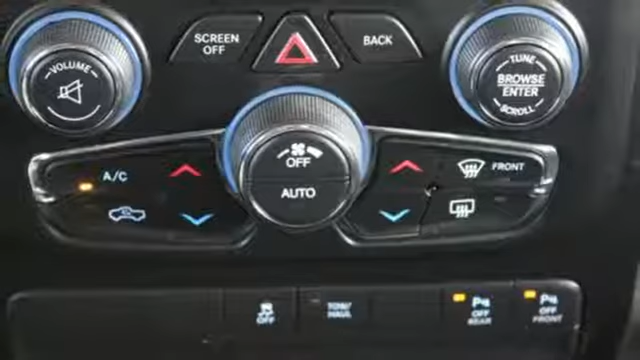 SCREEN
OFF
BACK
VOLUME
TUNE
BROWSE
ENTER
SCROLL
A/C
OFF
AUTO
FRONT
OFF
TOW/
HAUL
P
OFF
REAR
P
OFF
FRONT